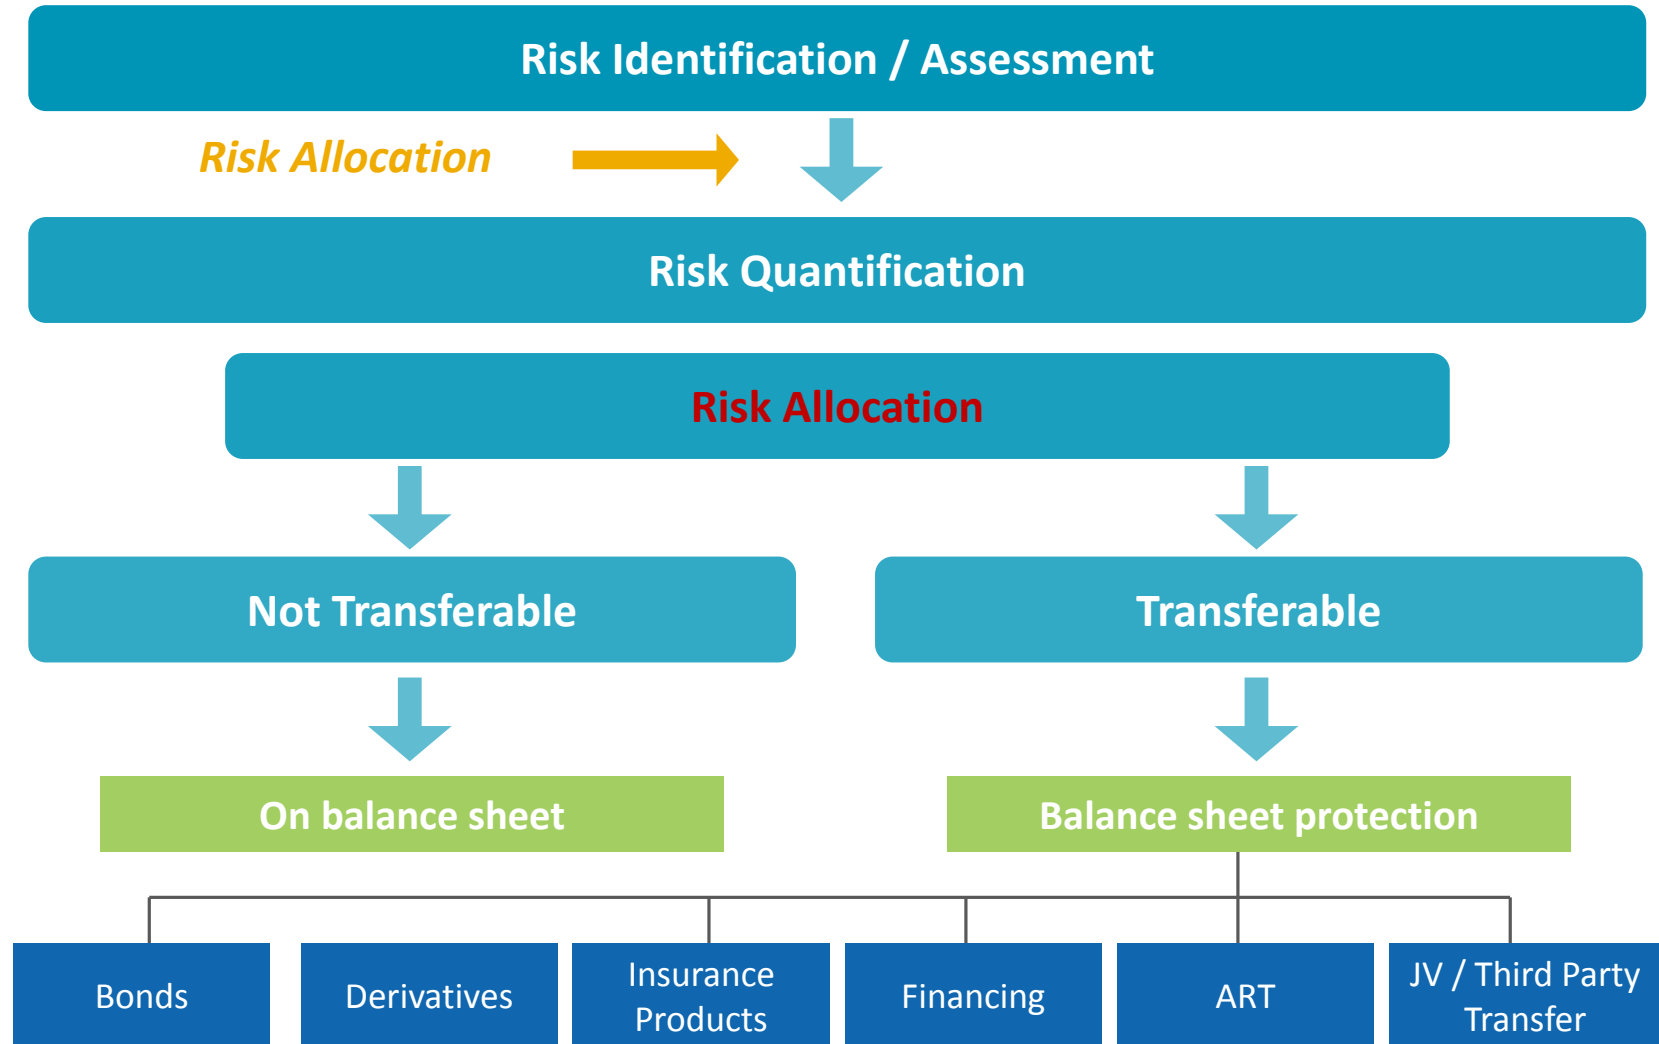 Risk Identification / Assessment
Risk Allocation
Risk Quantification
Risk Allocation
Not Transferable
Transferable
On balance sheet
Balance sheet protection
Bonds
Derivatives
Insurance
Products
Financing
ART
JV / Third Party
Transfer